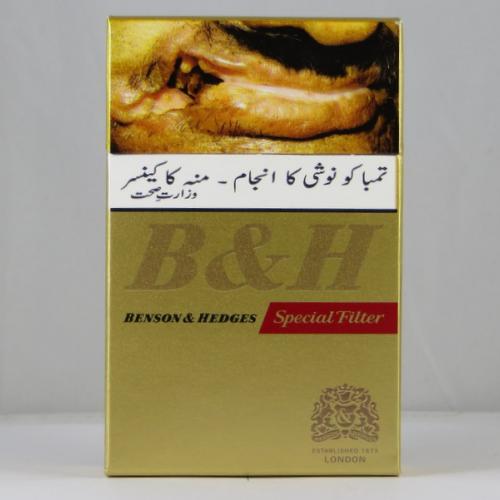 تمباکو نوشی کا انجام - منہ کا کینسر
وزارتِ صحت
B&H
BENSON & HEDGES Special Filter
ESTABLISHED 1873
LONDON